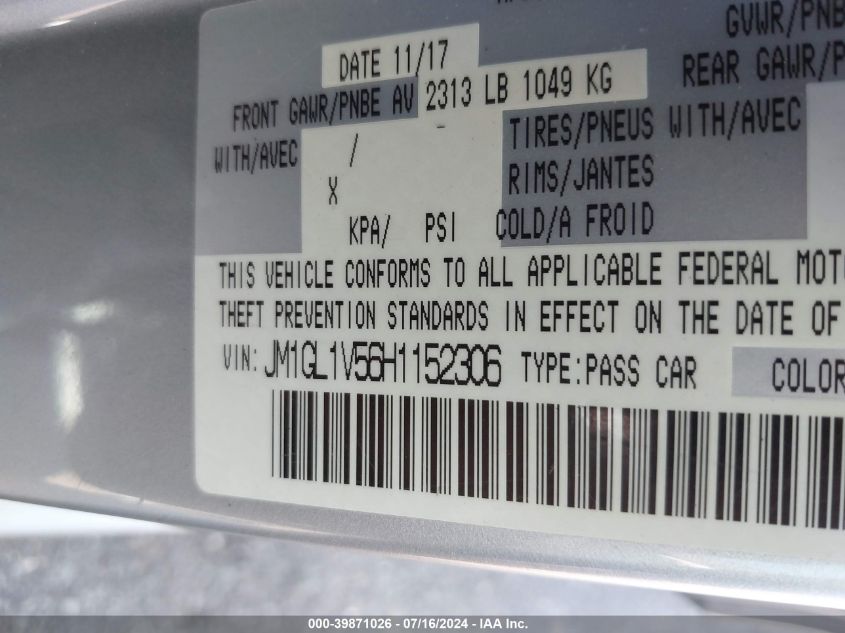 DATE 11/17
GVWR/PNB
FRONT GAWR/PNBE AV 2313 LB 1049 KG
REAR GAWR/P
WITH/AVEC / TIRES/PNEUS WITH/AVEC
X RIMS/JANTES
KPA/ PSI COLD/A FROID
THIS VEHICLE CONFORMS TO ALL APPLICABLE FEDERAL MOTO
THEFT PREVENTION STANDARDS IN EFFECT ON THE DATE OF
VIN: JM1GL1V56H1152306 TYPE:PASS CAR COLOR
000-39871026 - 07/16/2024 - IAA Inc.